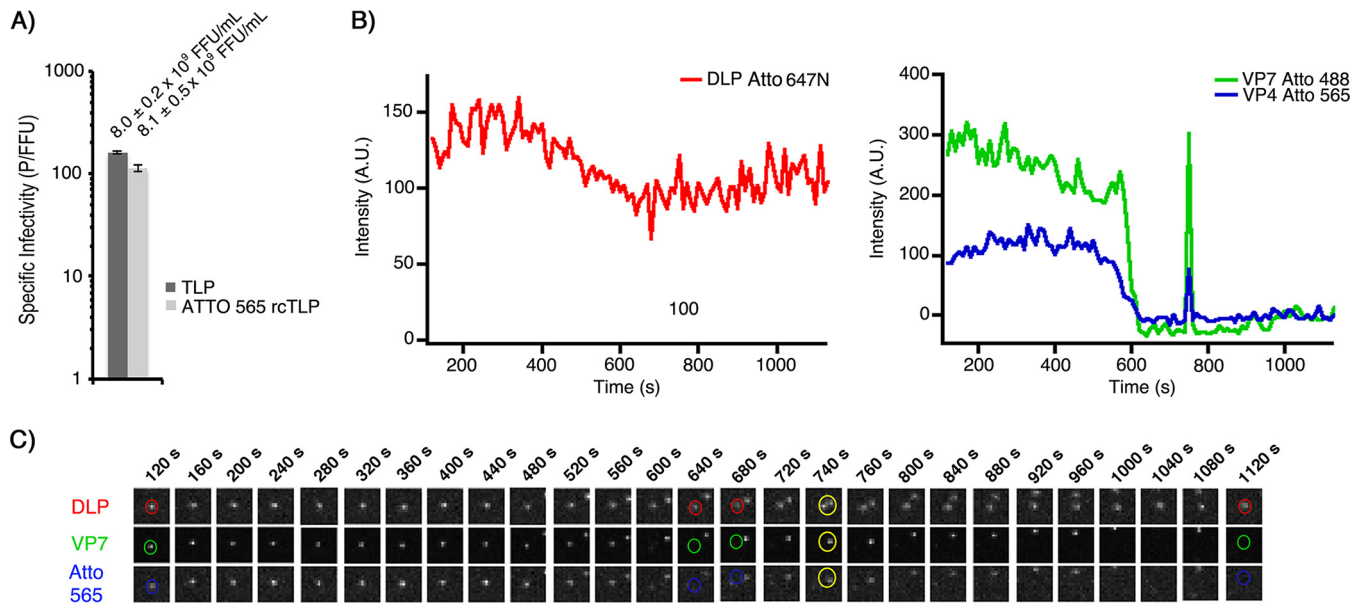 A)
8.0 ± 0.2 x 10⁹ FFU/mL
8.1 ± 0.5 x 10⁹ FFU/mL
1000
100
10
1
Specific Infectivity (P/FFU)
TLP
ATTO 565 rcTLP
B)
DLP Atto 647N
150
100
50
0
Intensity (A.U.)
100
200
400
600
800
1000
Time (s)
VP7 Atto 488
VP4 Atto 565
400
300
200
100
0
Intensity (A.U.)
200
400
600
800
1000
Time (s)
C)
120 s 160 s 200 s 240 s 280 s 320 s 360 s 400 s 440 s 480 s 520 s 560 s 600 s 640 s 680 s 720 s 740 s 760 s 800 s 840 s 880 s 920 s 960 s 1000 s 1040 s 1080 s 1120 s
DLP
VP7
Atto
565